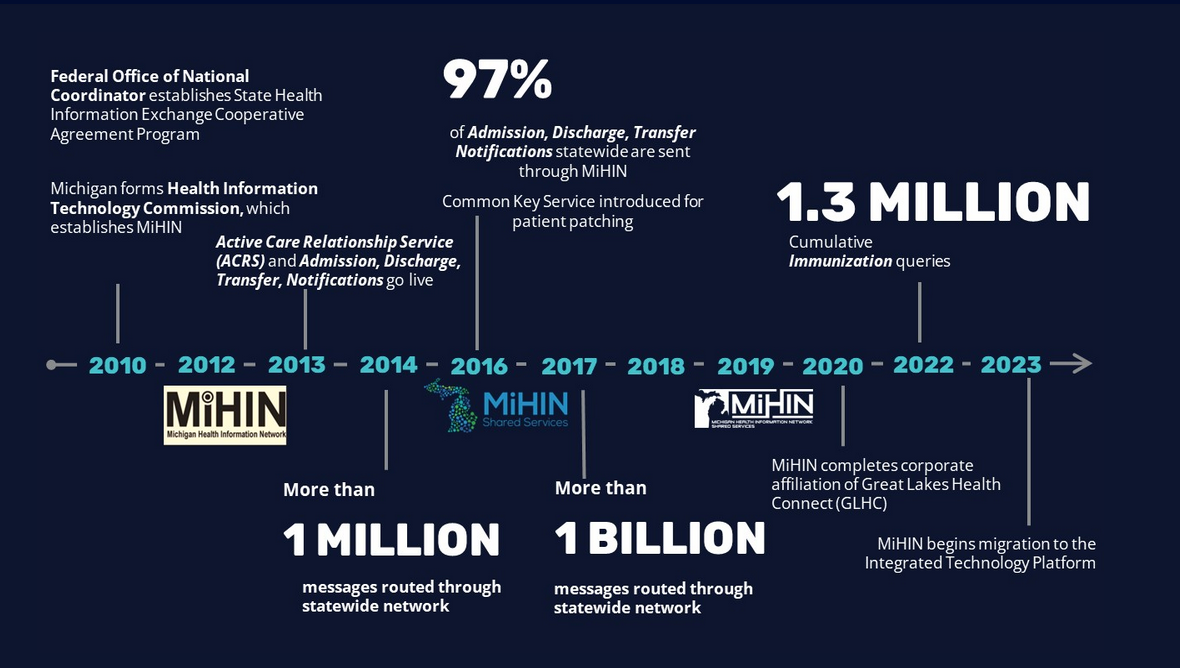 Federal Office of National
Coordinator establishes State Health
Information Exchange Cooperative
Agreement Program
Michigan forms Health Information
Technology Commission, which
establishes MiHIN
Active Care Relationship Service
(ACRS) and Admission, Discharge,
Transfer, Notifications go live
97%
of Admission, Discharge, Transfer
Notifications statewide are sent
through MiHIN
Common Key Service introduced for
patient patching
1.3 MILLION
Cumulative
Immunization queries
2010 - 2012 - 2013 - 2014 - 2016 - 2017 - 2018 - 2019 - 2020 - 2022 - 2023
MiHIN
Michigan Health Information Network
MiHIN
Shared Services
MiHIN
MICHIGAN HEALTH INFORMATION NETWORK
SHARED SERVICES
More than
1 MILLION
messages routed through
statewide network
More than
1 BILLION
messages routed through
statewide network
MiHIN completes corporate
affiliation of Great Lakes Health
Connect (GLHC)
MiHIN begins migration to the
Integrated Technology Platform